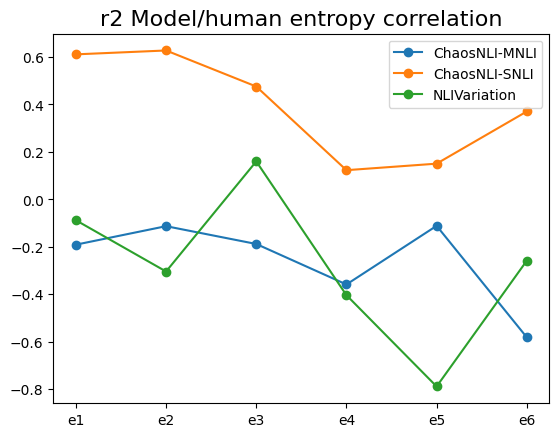 r2 Model/human entropy correlation
ChaosNLI-MNLI
ChaosNLI-SNLI
NLIVariation
0.6
0.4
0.2
0.0
−0.2
−0.4
−0.6
−0.8
e1 e2 e3 e4 e5 e6